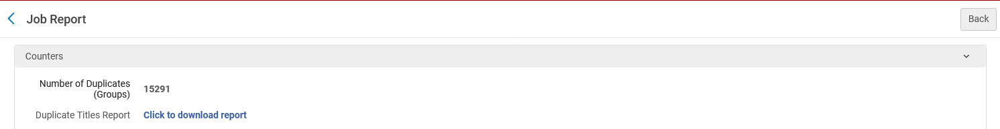 Job Report
Back
Counters
Number of Duplicates
(Groups)
15291
Duplicate Titles Report
Click to download report